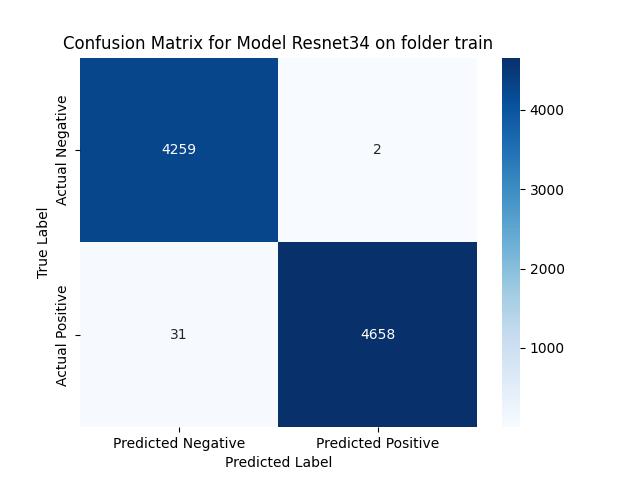 Confusion Matrix for Model Resnet34 on folder train
True Label
Actual Negative
Actual Positive
4259
2
31
4658
Predicted Negative
Predicted Positive
Predicted Label
4000
3000
2000
1000